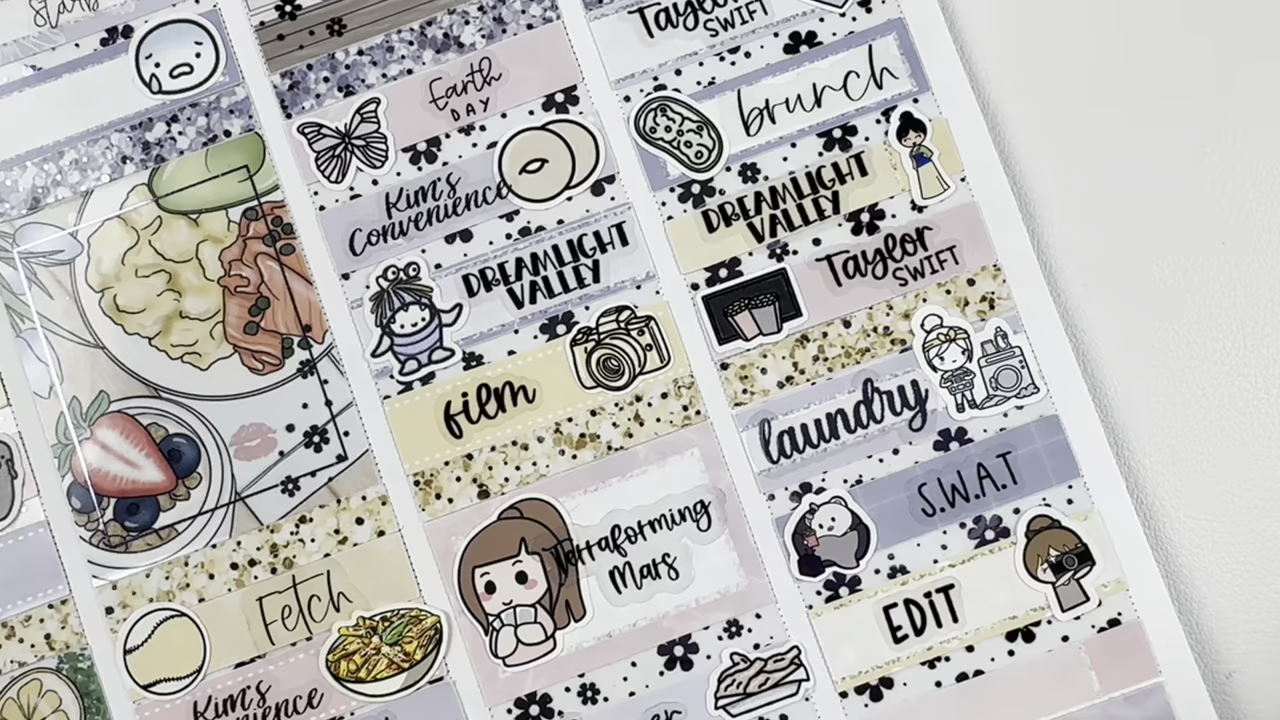 Earth
DAY
Kim's
Convenience
DREAMLIGHT
VALLEY
film
Terraforming
Mars
Fetch
Kim's
Taylor
SWIFT
brunch
DREAMLIGHT
VALLEY
Taylor
SWIFT
laundry
S.W.A.T
EDIT